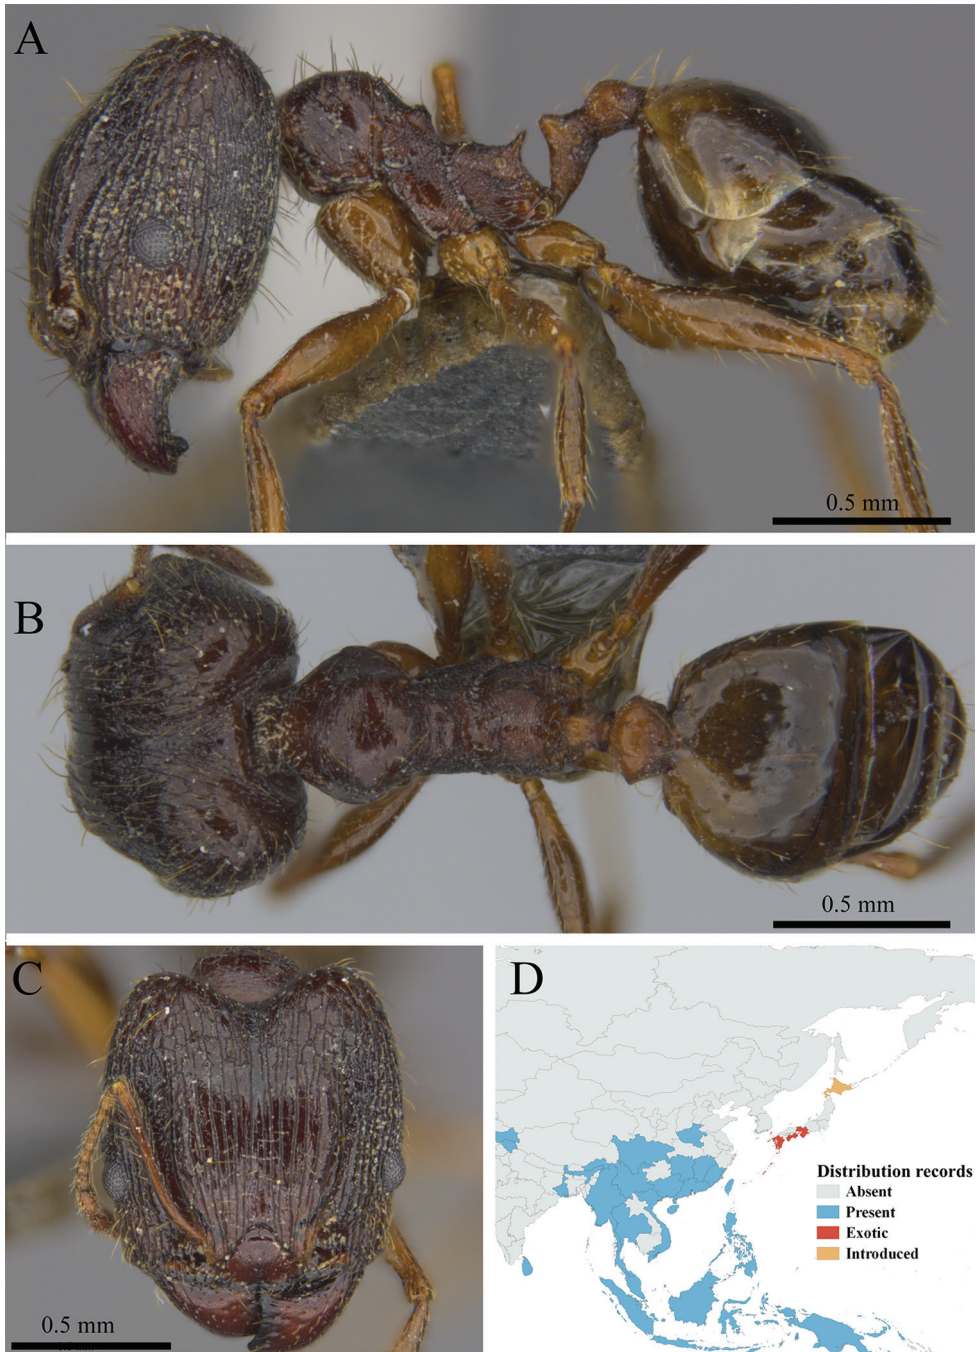 A
0.5 mm
B
0.5 mm
C
0.5 mm
D
Distribution records
Absent
Present
Exotic
Introduced